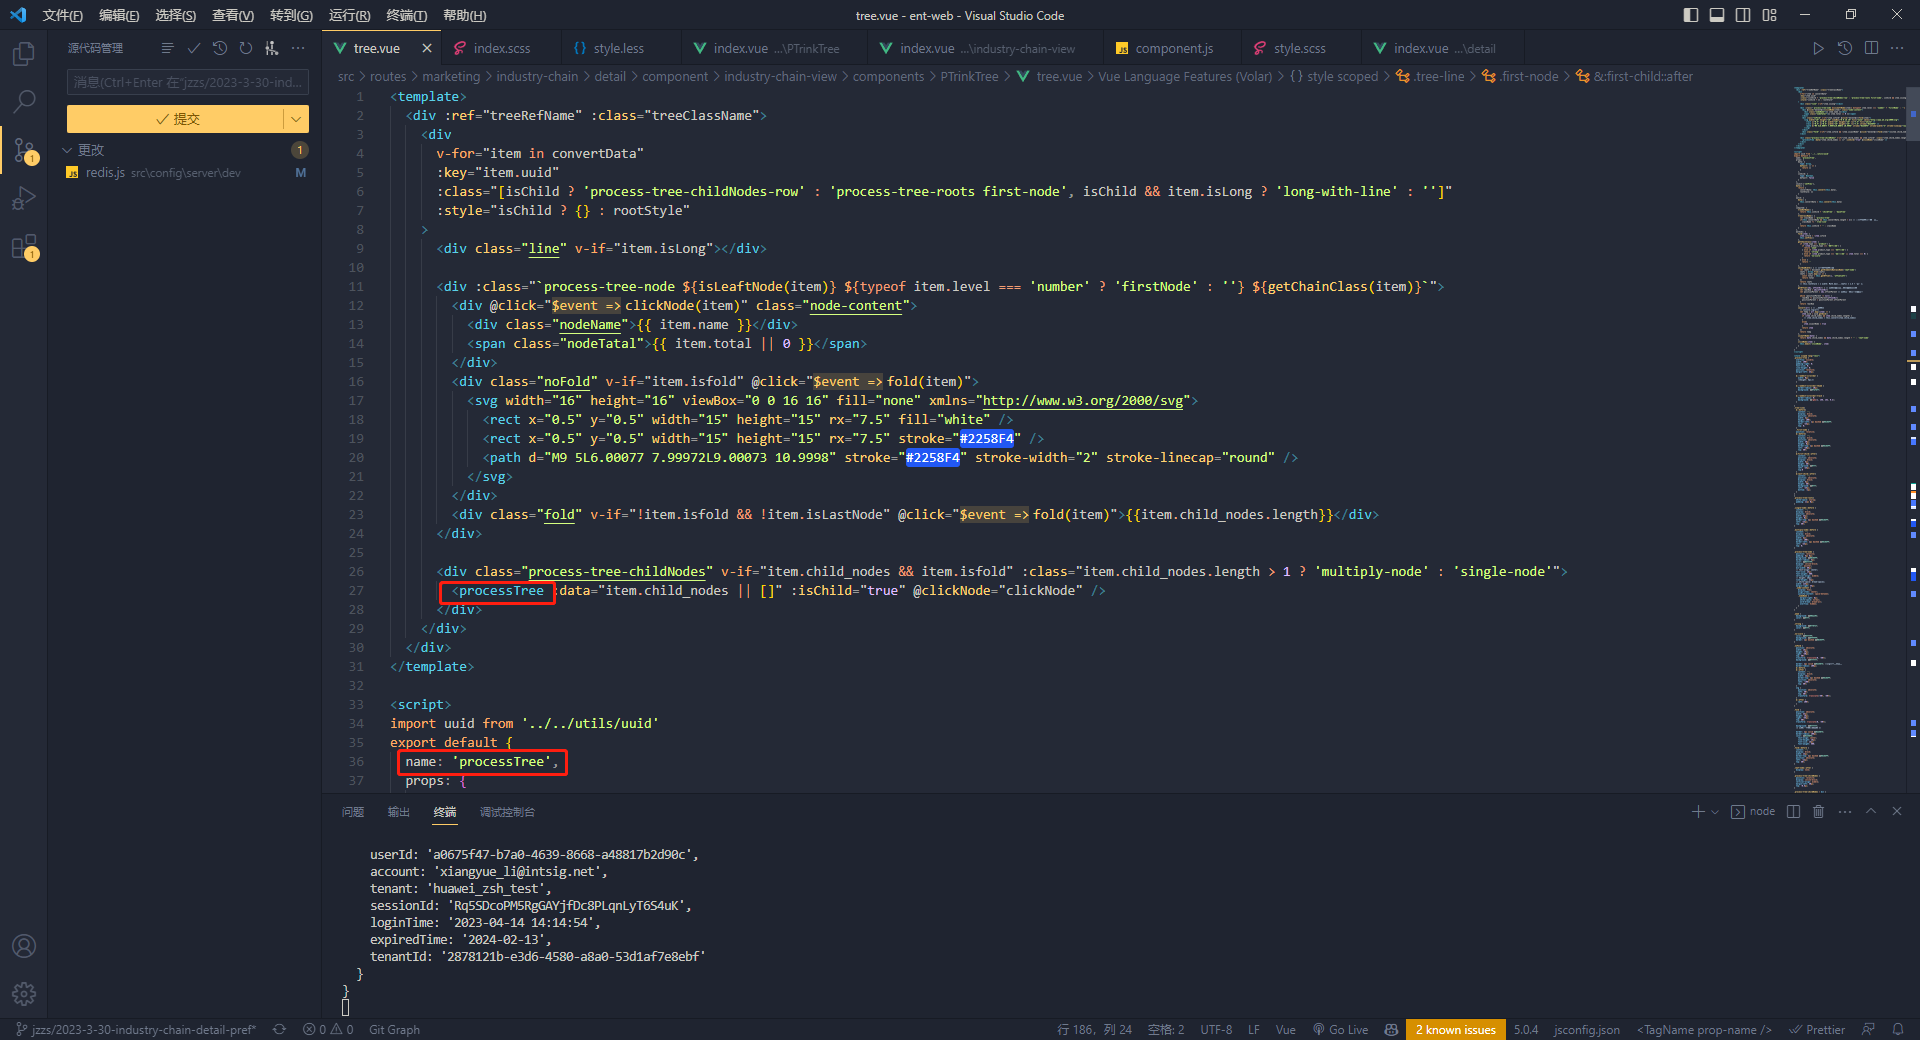 文件(F) 编辑(E) 选择(S) 查看(V) 转到(G) 运行(R) 终端(T) 帮助(H)
tree.vue - ent-web - Visual Studio Code
源代码管理
消息(Ctrl+Enter 在"jzzs/2023-3-30-ind...
提交
更改 1
JS redis.js src\config\server\dev M
1
1
tree.vue
index.scss
style.less
index.vue ...\PTrinkTree
index.vue ...\industry-chain-view
JS component.js
style.scss
index.vue ...\detail
src > routes > marketing > industry-chain > detail > component > industry-chain-view > components > PTrinkTree > tree.vue > Vue Language Features (Volar) > {} style scoped > .tree-line > .first-node > &:first-child::after
1 <template>
2 <div :ref="treeRefName" :class="treeClassName">
3 <div
4 v-for="item in convertData"
5 :key="item.uuid"
6 :class="[isChild ? 'process-tree-childNodes-row' : 'process-tree-roots first-node', isChild && item.isLong ? 'long-with-line' : '']"
7 :style="isChild ? {} : rootStyle"
8 >
9 <div class="line" v-if="item.isLong"></div>
10
11 <div :class="`process-tree-node ${isLeaftNode(item)} ${typeof item.level === 'number' ? 'firstNode' : ''} ${getChainClass(item)}`">
12 <div @click="$event => clickNode(item)" class="node-content">
13 <div class="nodeName">{{ item.name }}</div>
14 <span class="nodeTatal">{{ item.total || 0 }}</span>
15 </div>
16 <div class="noFold" v-if="item.isfold" @click="$event => fold(item)">
17 <svg width="16" height="16" viewBox="0 0 16 16" fill="none" xmlns="http://www.w3.org/2000/svg">
18 <rect x="0.5" y="0.5" width="15" height="15" rx="7.5" fill="white" />
19 <rect x="0.5" y="0.5" width="15" height="15" rx="7.5" stroke="#2258F4" />
20 <path d="M9 5L6.00077 7.99972L9.00073 10.9998" stroke="#2258F4" stroke-width="2" stroke-linecap="round" />
21 </svg>
22 </div>
23 <div class="fold" v-if="!item.isfold && !item.isLastNode" @click="$event => fold(item)">{{item.child_nodes.length}}</div>
24 </div>
25
26 <div class="process-tree-childNodes" v-if="item.child_nodes && item.isfold" :class="item.child_nodes.length > 1 ? 'multiply-node' : 'single-node'">
27 <processTree :data="item.child_nodes || []" :isChild="true" @clickNode="clickNode" />
28 </div>
29 </div>
30 </div>
31 </template>
32
33 <script>
34 import uuid from '../../utils/uuid'
35 export default {
36 name: 'processTree',
37 props: {
问题 输出 终端 调试控制台
node
userId: 'a0675f47-b7a0-4639-8668-a48817b2d90c',
account: 'xiangyue_li@intsig.net',
tenant: 'huawei_zsh_test',
sessionId: 'Rq5SDcoPM5RgGAYjfDc8PLqnLyT6S4uK',
loginTime: '2023-04-14 14:14:54',
expiredTime: '2024-02-13',
tenantId: '2878121b-e3d6-4580-a8a0-53d1af7e8ebf'
}
}
jzzs/2023-3-30-industry-chain-detail-pref* 0 0 Git Graph
行 186，列 24 空格: 2 UTF-8 LF Vue Go Live 2 known issues 5.0.4 jsconfig.json <TagName prop-name /> Prettier